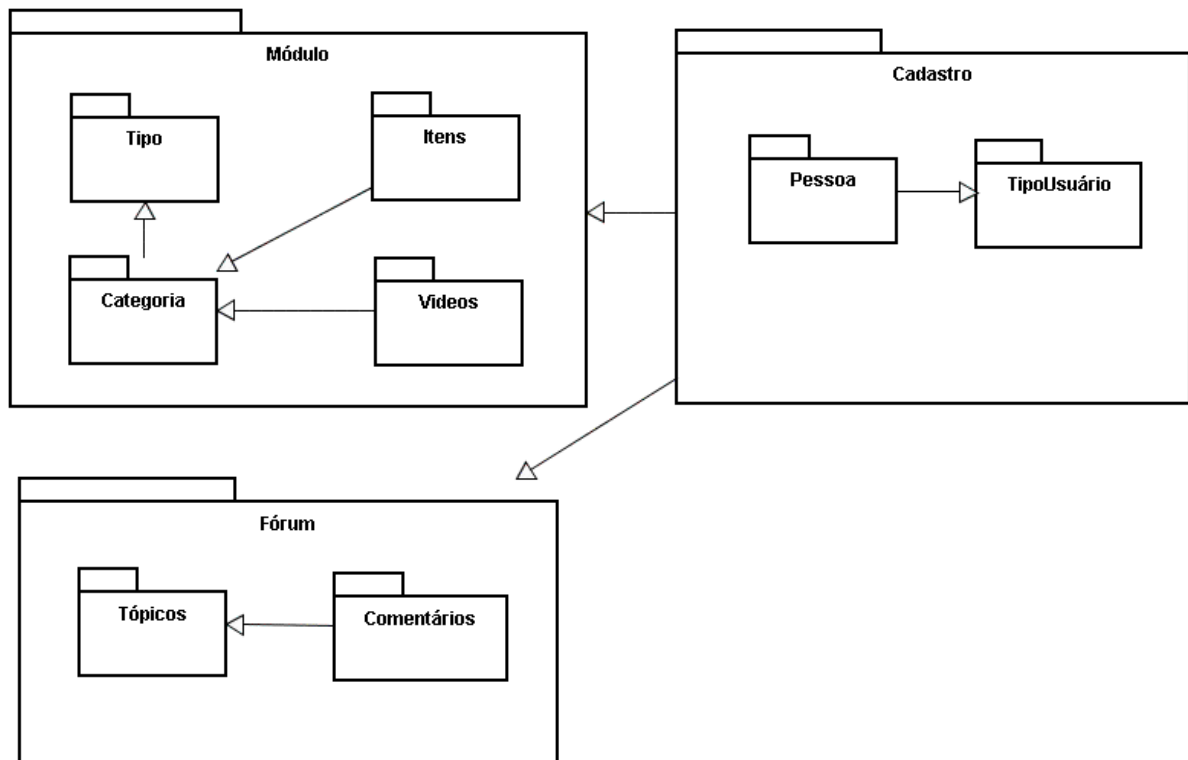 Módulo
Tipo
Itens
Categoria
Videos
Cadastro
Pessoa
TipoUsuário
Fórum
Tópicos
Comentários